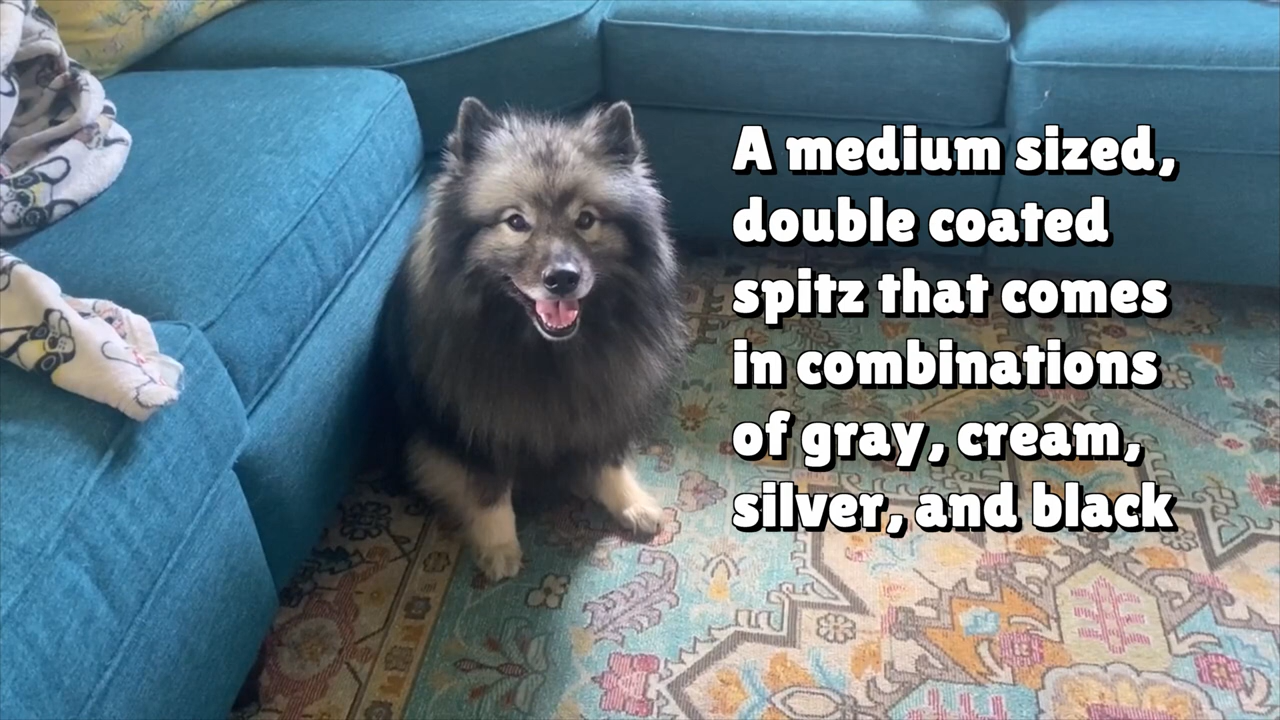 A medium sized,
double coated
spitz that comes
in combinations
of gray, cream,
silver, and black